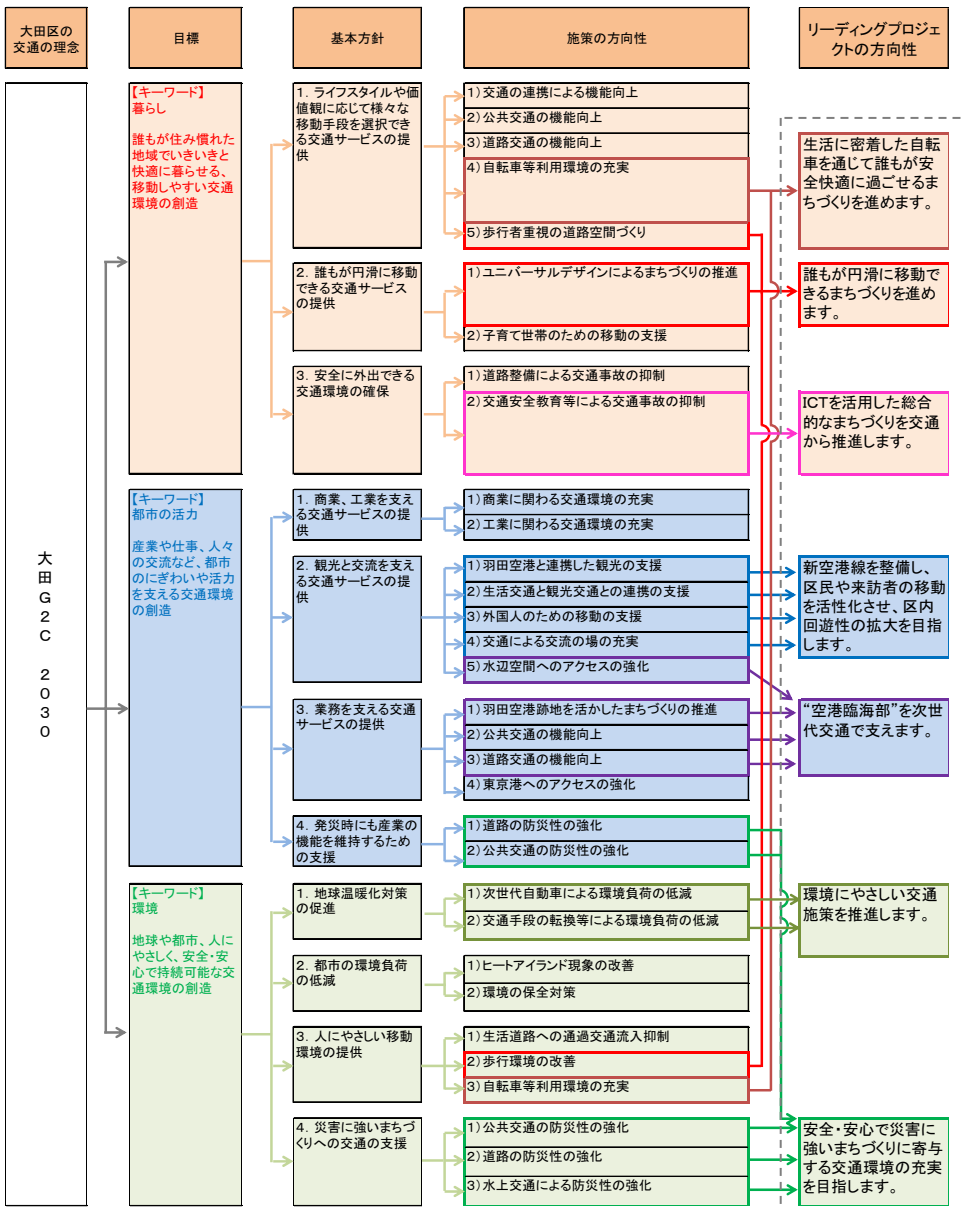 大田区の
交通の理念
目標
基本方針
施策の方向性
リーディングプロジェ
クトの方向性
大田G2C 2030
【キーワード】
暮らし
誰もが住み慣れた
地域でいきいきと
快適に暮らせる、
移動しやすい交通
環境の創造
1. ライフスタイルや価
値観に応じて様々な
移動手段を選択でき
る交通サービスの提
供
1)交通の連携による機能向上
2)公共交通の機能向上
3)道路交通の機能向上
4)自転車等利用環境の充実
5)歩行者重視の道路空間づくり
生活に密着した自転
車を通じて誰もが安
全快適に過ごせるま
ちづくりを進めます。
2. 誰もが円滑に移動
できる交通サービス
の提供
1)ユニバーサルデザインによるまちづくりの推進
2)子育て世帯のための移動の支援
誰もが円滑に移動で
きるまちづくりを進め
ます。
3. 安全に外出できる
交通環境の確保
1)道路整備による交通事故の抑制
2)交通安全教育等による交通事故の抑制
ICTを活用した総合
的なまちづくりを交通
から推進します。
【キーワード】
都市の活力
産業や仕事、人々
の交流など、都市
のにぎわいや活力
を支える交通環境
の創造
1. 商業、工業を支え
る交通サービスの提
供
1)商業に関わる交通環境の充実
2)工業に関わる交通環境の充実
2. 観光と交流を支え
る交通サービスの提
供
1)羽田空港と連携した観光の支援
2)生活交通と観光交通との連携の支援
3)外国人のための移動の支援
4)交通による交流の場の充実
5)水辺空間へのアクセスの強化
新空港線を整備し、
区民や来訪者の移動
を活性化させ、区内
回遊性の拡大を目指
します。
3. 業務を支える交通
サービスの提供
1)羽田空港跡地を活かしたまちづくりの推進
2)公共交通の機能向上
3)道路交通の機能向上
4)東京港へのアクセスの強化
“空港臨海部”を次世
代交通で支えます。
4. 発災時にも産業の
機能を維持するため
の支援
1)道路の防災性の強化
2)公共交通の防災性の強化
【キーワード】
環境
地球や都市、人に
やさしく、安全・安
心で持続可能な交
通環境の創造
1. 地球温暖化対策
の促進
1)次世代自動車による環境負荷の低減
2)交通手段の転換等による環境負荷の低減
環境にやさしい交通
施策を推進します。
2. 都市の環境負荷
の低減
1)ヒートアイランド現象の改善
2)環境の保全対策
3. 人にやさしい移動
環境の提供
1)生活道路への通過交通流入抑制
2)歩行環境の改善
3)自転車等利用環境の充実
4. 災害に強いまちづ
くりへの交通の支援
1)公共交通の防災性の強化
2)道路の防災性の強化
3)水上交通による防災性の強化
安全・安心で災害に
強いまちづくりに寄与
する交通環境の充実
を目指します。